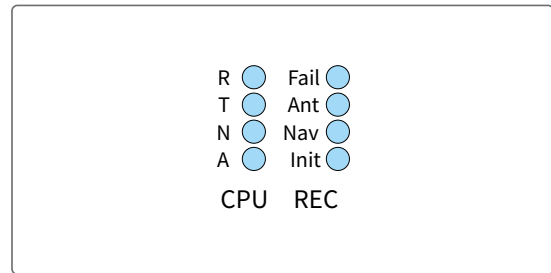 R Fail
T Ant
N Nav
A Init
CPU REC